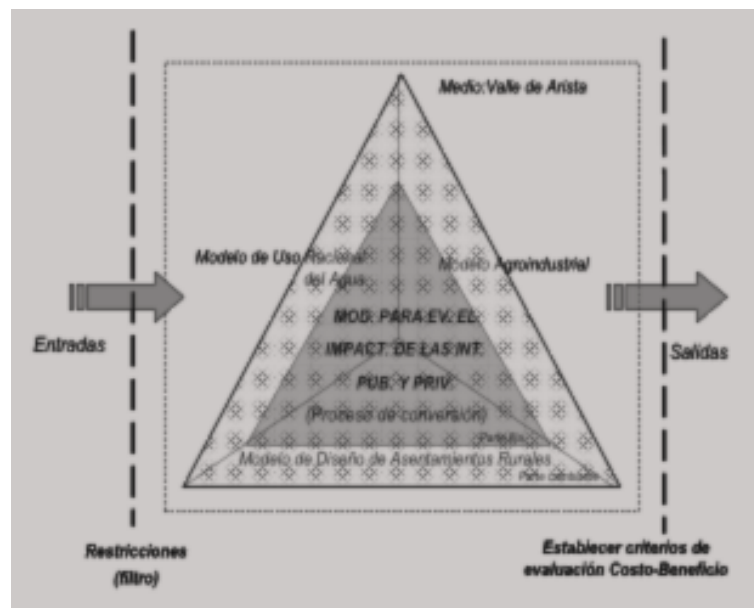 Medio:Valle de Arista
Modelo de Uso Racional
del Agua
Modelo Agroindustrial
MOD. PARA EV. EL
IMPACT. DE LAS INT.
PUB. Y PRIV.
(Proceso de conversión)
Entradas
Salidas
Modelo de Diseño de Asentamientos Rurales
Parte
Restricciones
(filtro)
Establecer criterios de
evaluación Costo-Beneficio